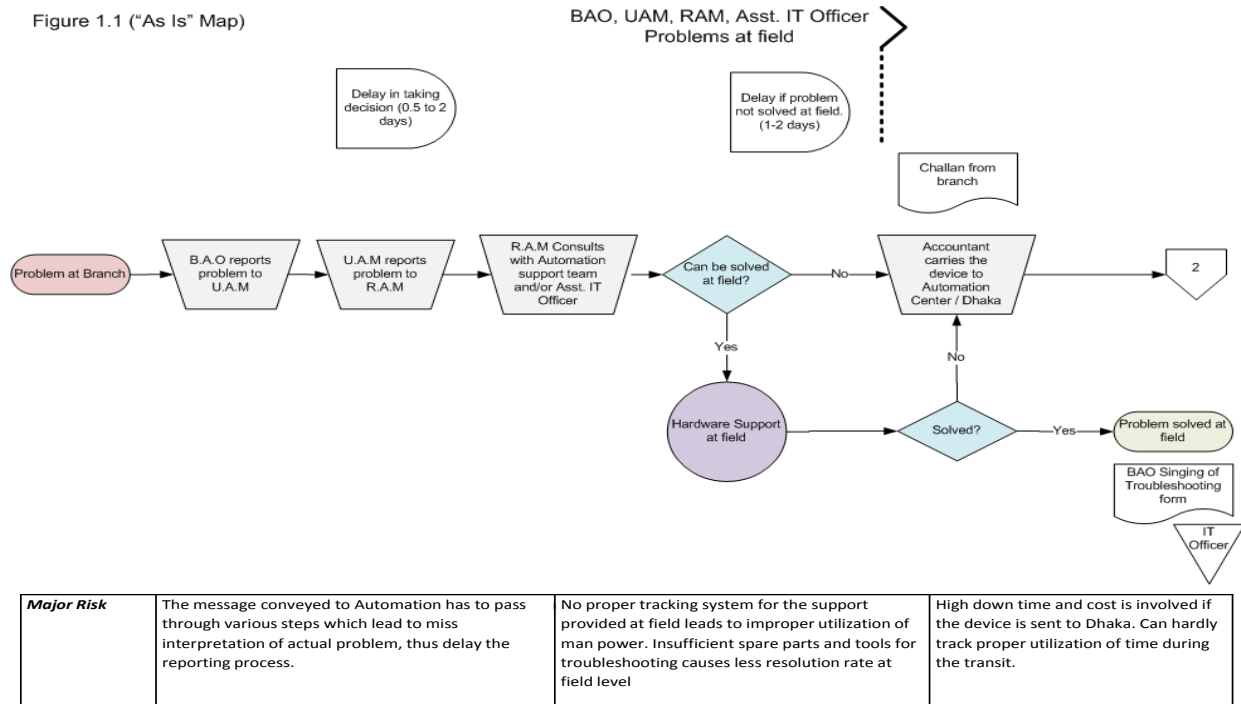 Figure 1.1 (“As Is” Map)
BAO, UAM, RAM, Asst. IT Officer
Problems at field
Delay in taking
decision (0.5 to 2
days)
Delay if problem
not solved at field.
(1-2 days)
Challan from
branch
Problem at Branch
B.A.O reports
problem to
U.A.M
U.A.M reports
problem to
R.A.M
R.A.M Consults
with Automation
support team
and/or Asst. IT
Officer
Can be solved
at field?
No
Accountant
carries the
device to
Automation
Center / Dhaka
2
Yes
No
Hardware Support
at field
Solved?
Yes
Problem solved at
field
BAO Singing of
Troubleshooting
form
IT
Officer
Major Risk
The message conveyed to Automation has to pass
through various steps which lead to miss
interpretation of actual problem, thus delay the
reporting process.
No proper tracking system for the support
provided at field leads to improper utilization of
man power. Insufficient spare parts and tools for
troubleshooting causes less resolution rate at
field level
High down time and cost is involved if
the device is sent to Dhaka. Can hardly
track proper utilization of time during
the transit.